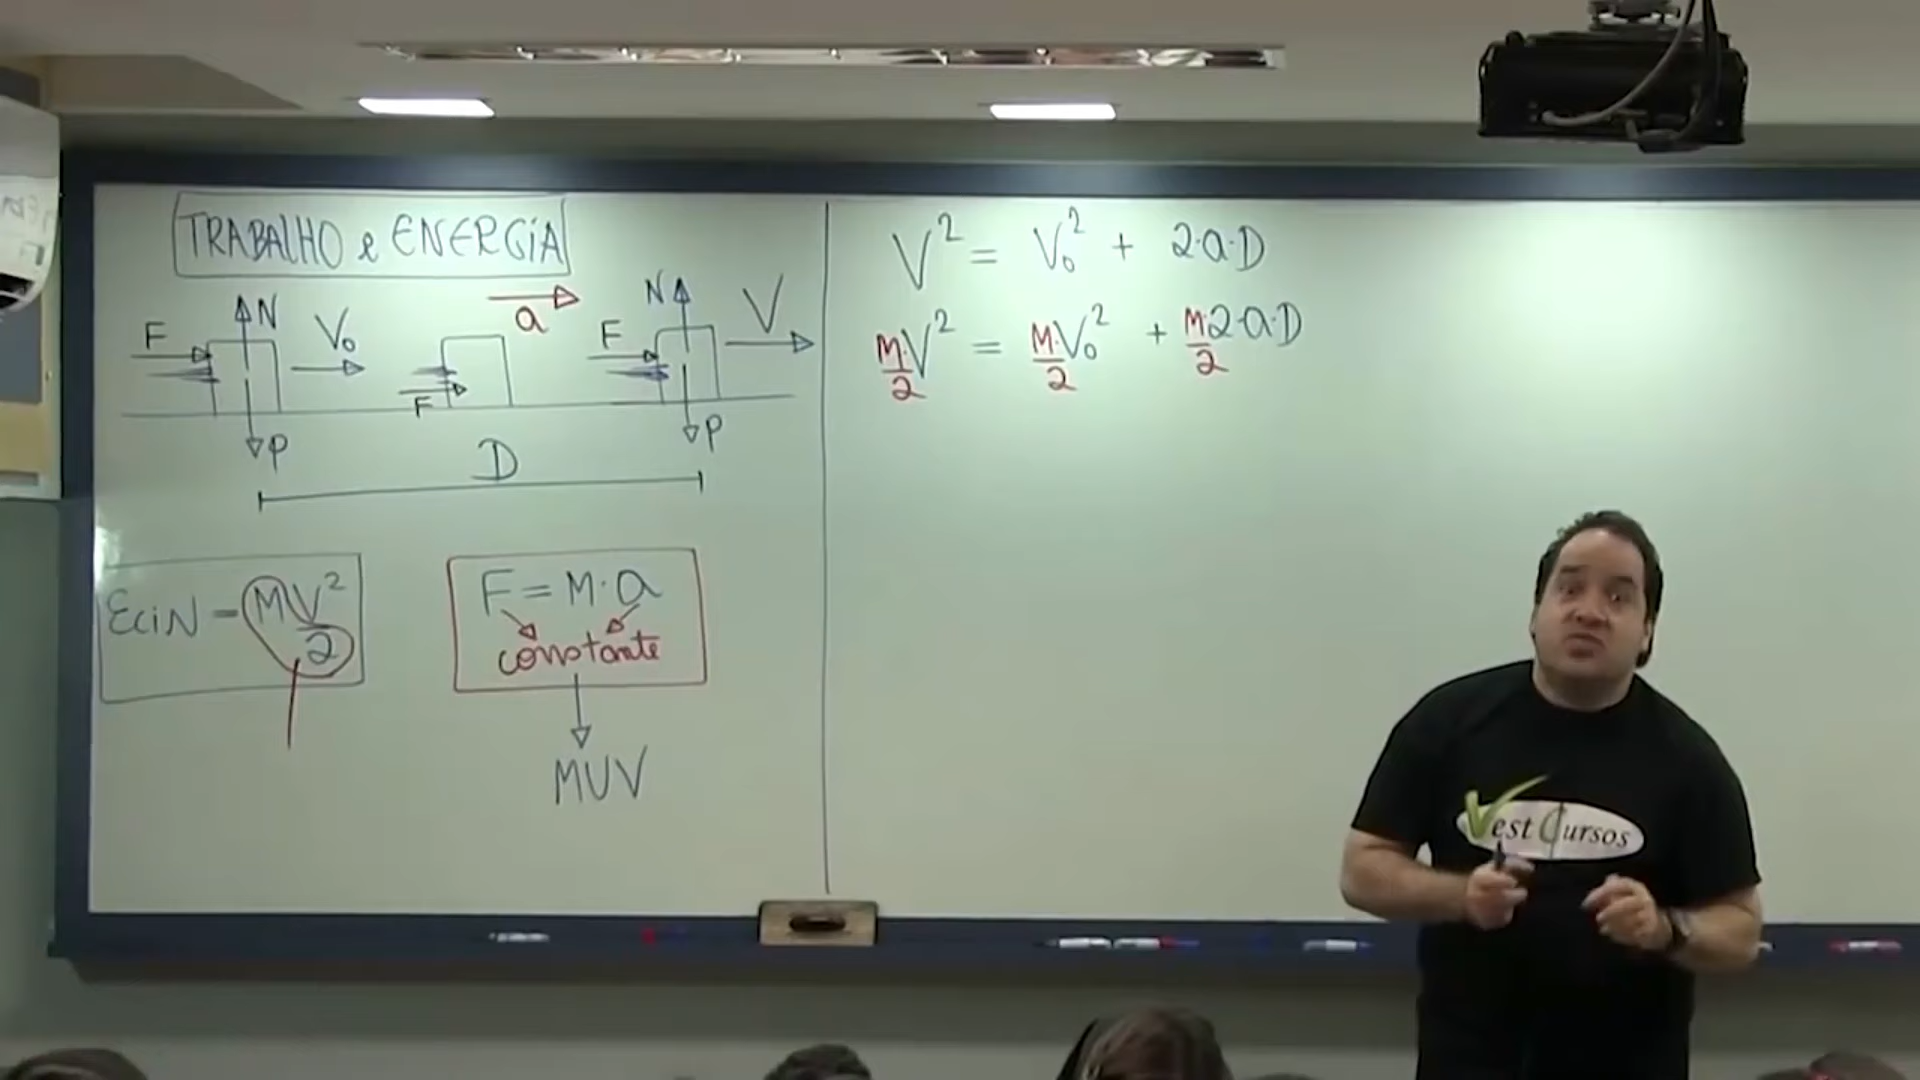 TRABALHO e ENERGiA
F N V₀ a F N V
F
P P
D
EciN = MV²/2
F = M·a
constante
MUV
V² = V₀² + 2·a·D
M·/2 V² = M·/2 V₀² + M·/2 2·a·D
Vest Cursos